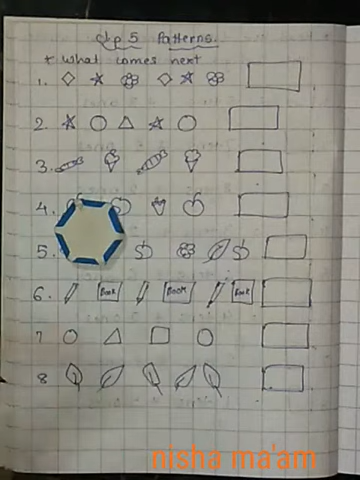 Chp 5 Patterns.
* What comes next
1.
2.
3.
4.
5.
6. Book Book Book
7
8
nisha ma'am